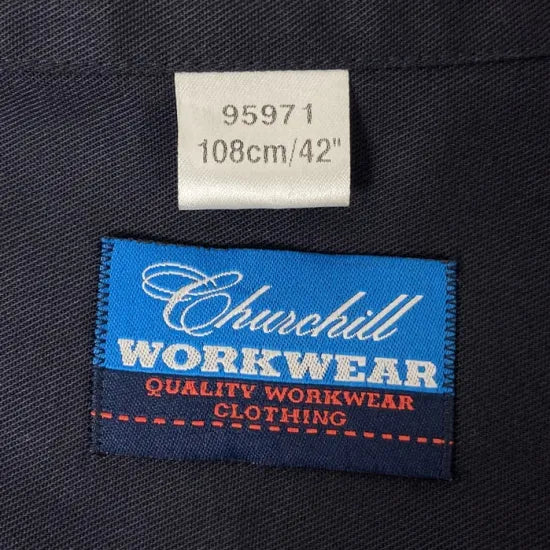 95971
108cm/42"
Churchill
WORKWEAR
QUALITY WORKWEAR
CLOTHING